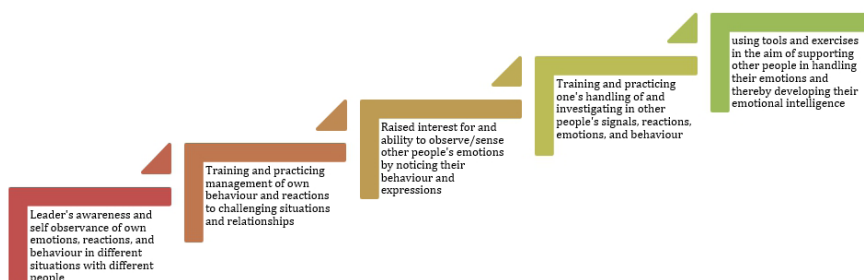 Leader's awareness and
self observance of own
emotions, reactions, and
behaviour in different
situations with different
people
Training and practicing
management of own
behaviour and reactions
to challenging situations
and relationships
Raised interest for and
ability to observe/sense
other people's emotions
by noticing their
behaviour and
expressions
Training and practicing
one's handling of and
investigating in other
people's signals, reactions,
emotions, and behaviour
using tools and exercises
in the aim of supporting
other people in handling
their emotions and
thereby developing their
emotional intelligence